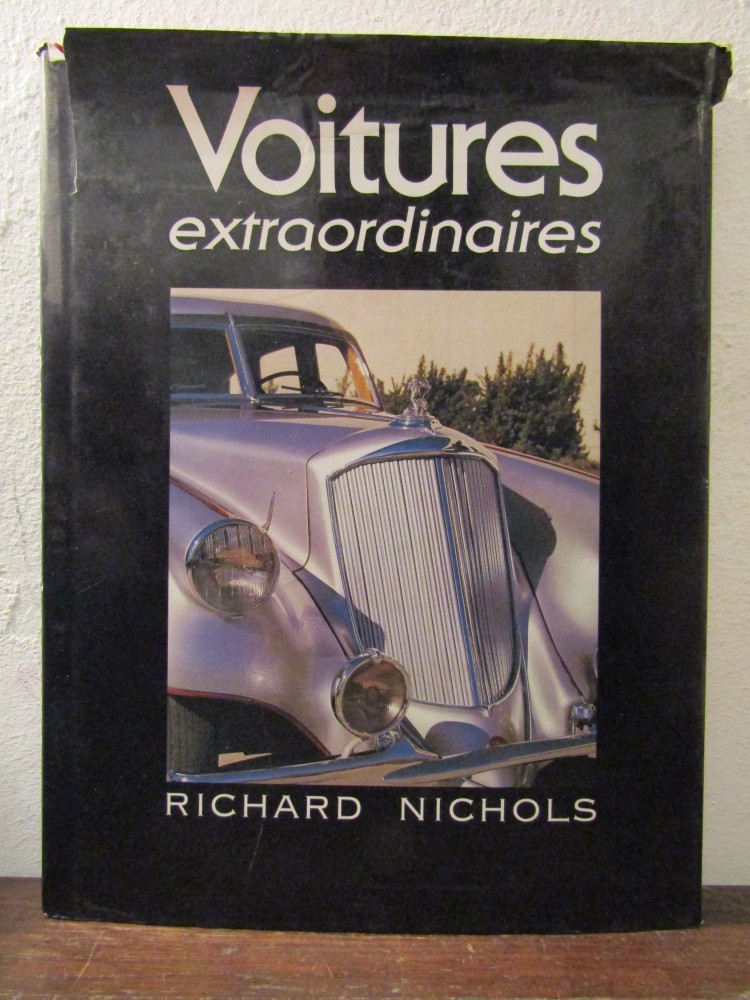 Voitures
extraordinaires
RICHARD NICHOLS